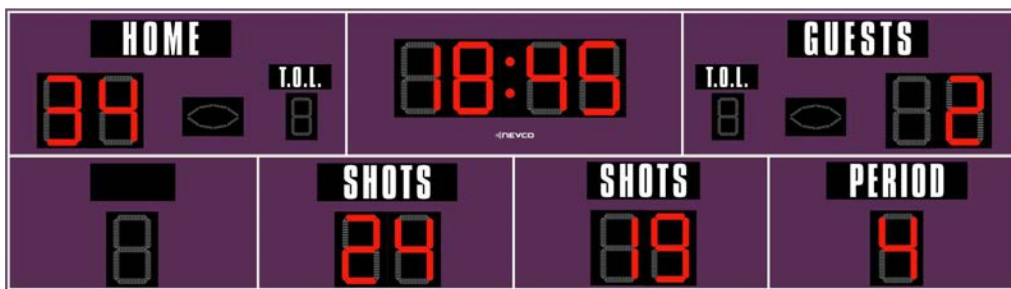 HOME
34
T.O.L.
18:45
NEVCO
GUESTS
T.O.L.
2
SHOTS
24
SHOTS
19
PERIOD
4